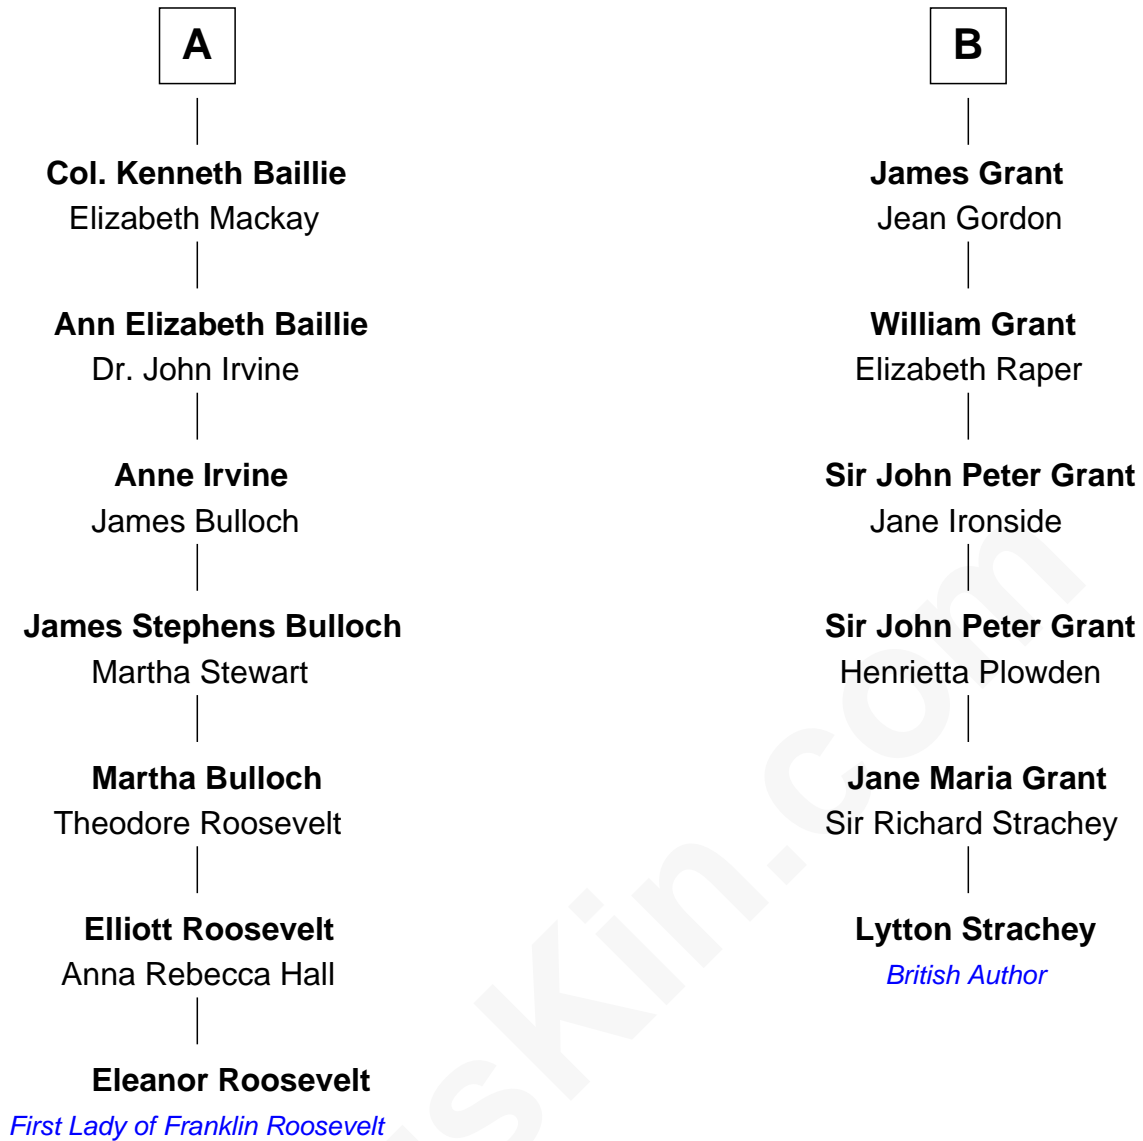 A
Col. Kenneth Baillie
Elizabeth Mackay
Ann Elizabeth Baillie
Dr. John Irvine
Anne Irvine
James Bulloch
James Stephens Bulloch
Martha Stewart
Martha Bulloch
Theodore Roosevelt
Elliott Roosevelt
Anna Rebecca Hall
Eleanor Roosevelt
First Lady of Franklin Roosevelt
B
James Grant
Jean Gordon
William Grant
Elizabeth Raper
Sir John Peter Grant
Jane Ironside
Sir John Peter Grant
Henrietta Plowden
Jane Maria Grant
Sir Richard Strachey
Lytton Strachey
British Author
sKin.com